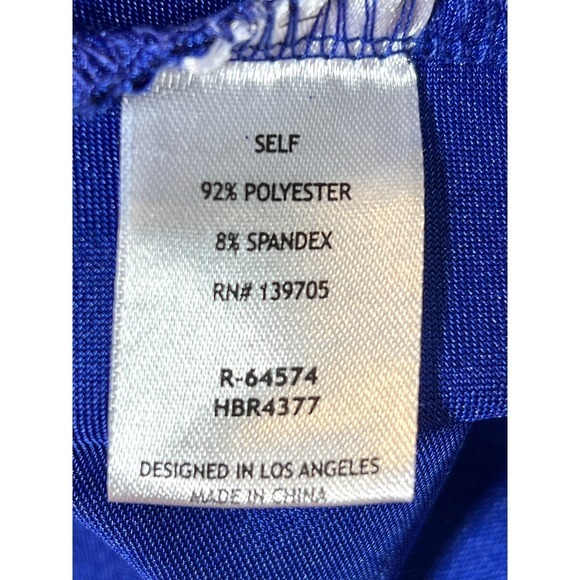 SELF
92% POLYESTER
8% SPANDEX
RN# 139705
R-64574
HBR4377
DESIGNED IN LOS ANGELES
MADE IN CHINA